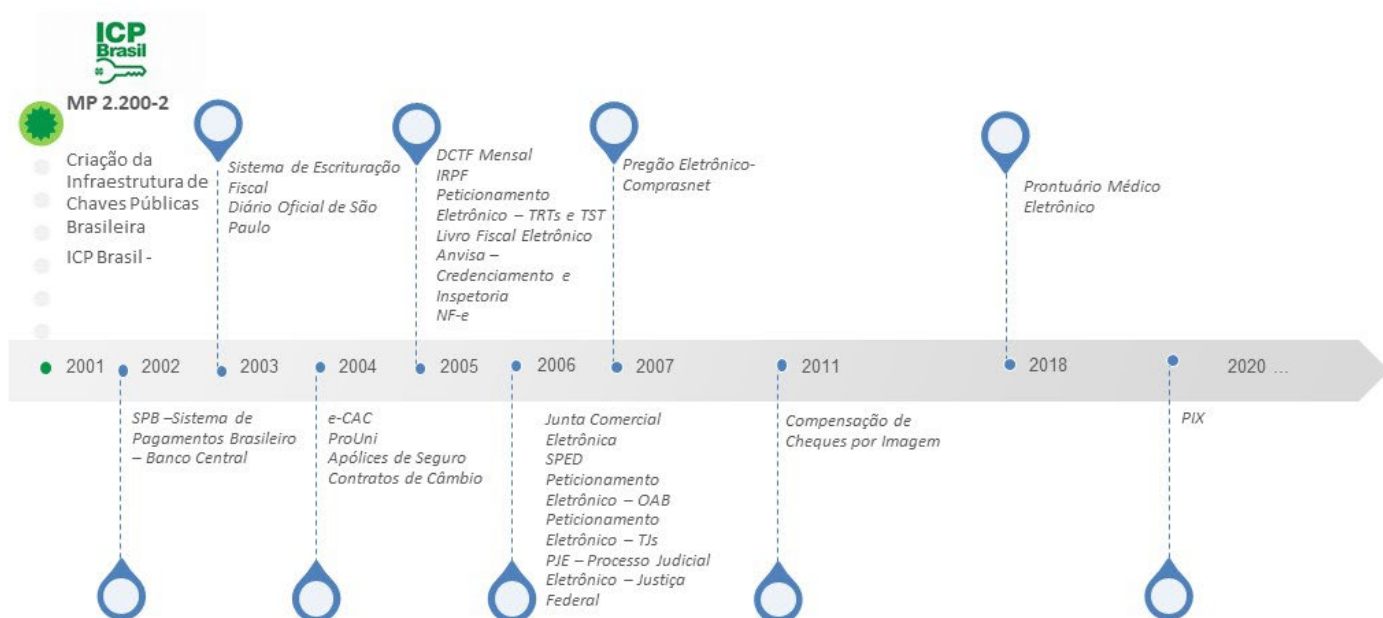 ICP
Brasil
MP 2.200-2
Criação da
Infraestrutura de
Chaves Públicas
Brasileira
ICP Brasil -
Sistema de Escrituração
Fiscal
Diário Oficial de São
Paulo
DCTF Mensal
IRPF
Peticionamento
Eletrônico – TRTs e TST
Livro Fiscal Eletrônico
Anvisa –
Credenciamento e
Inspetoria
NF-e
Pregão Eletrônico-
Comprasnet
Prontuário Médico
Eletrônico
2001
2002
2003
2004
2005
2006
2007
2011
2018
2020 ...
SPB –Sistema de
Pagamentos Brasileiro
– Banco Central
e-CAC
ProUni
Apólices de Seguro
Contratos de Câmbio
Junta Comercial
Eletrônica
SPED
Peticionamento
Eletrônico – OAB
Peticionamento
Eletrônico – TJs
PJE – Processo Judicial
Eletrônico – Justiça
Federal
Compensação de
Cheques por Imagem
PIX